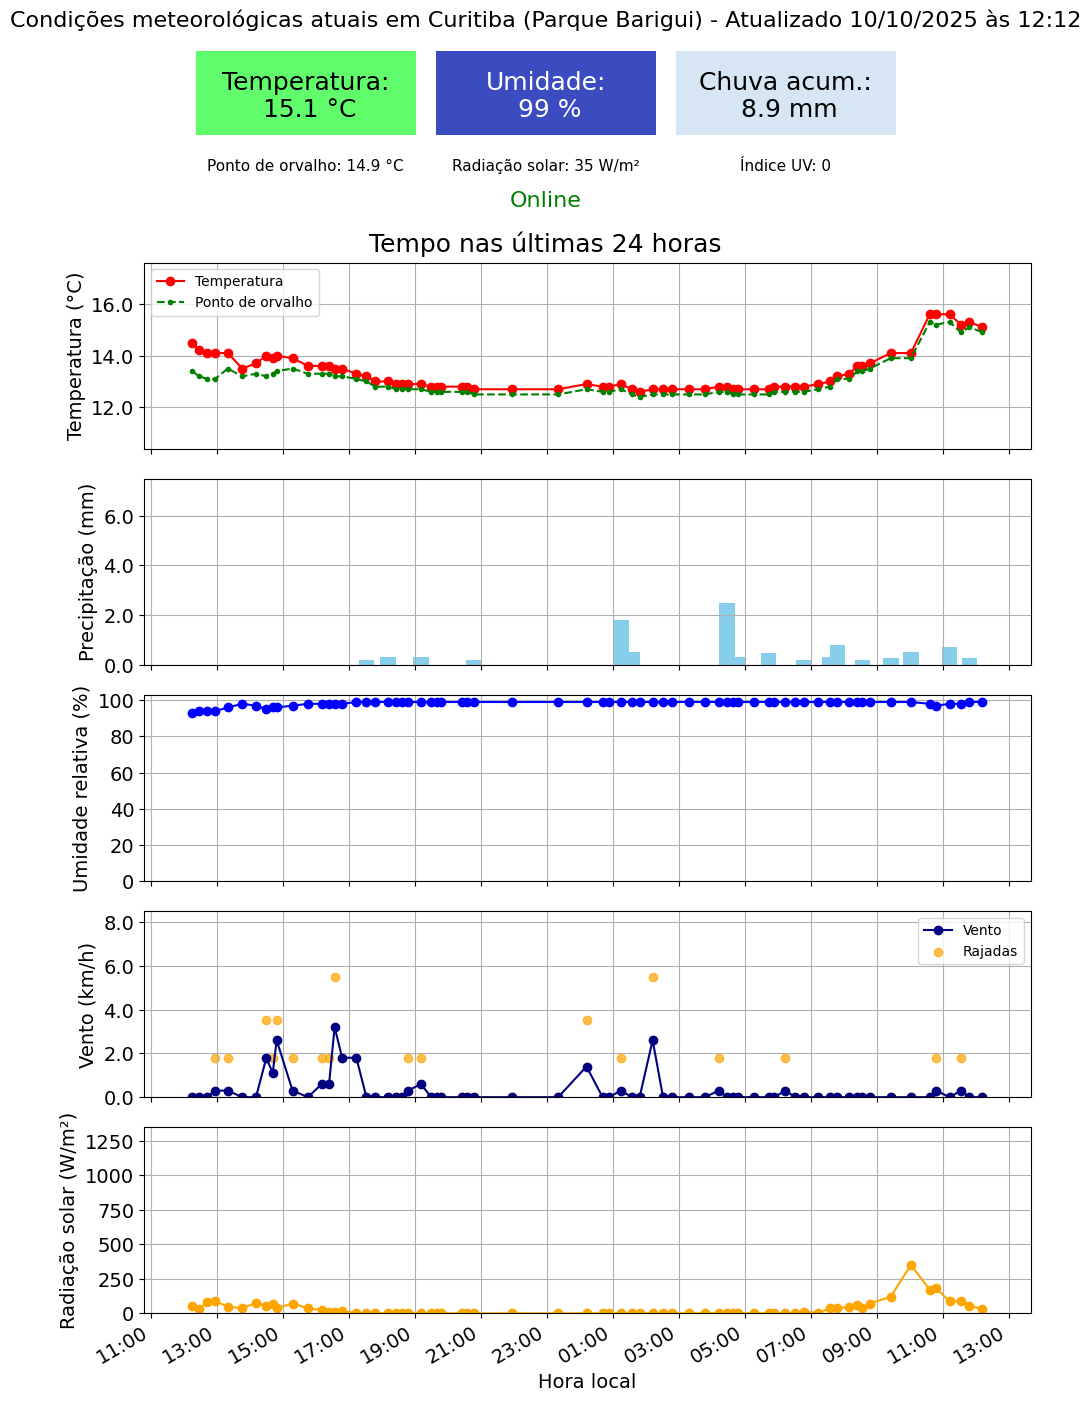 Condições meteorológicas atuais em Curitiba (Parque Barigui) - Atualizado 10/10/2025 às 12:12
Temperatura:
15.1 °C
Umidade:
99 %
Chuva acum.:
8.9 mm
Ponto de orvalho: 14.9 °C
Radiação solar: 35 W/m²
Índice UV: 0
Online
Tempo nas últimas 24 horas
Temperatura (°C)
16.0
14.0
12.0
Temperatura
Ponto de orvalho
Precipitação (mm)
6.0
4.0
2.0
0.0
Umidade relativa (%)
100
80
60
40
20
0
Vento (km/h)
8.0
6.0
4.0
2.0
0.0
Vento
Rajadas
Radiação solar (W/m²)
1250
1000
750
500
250
0
11:00
13:00
15:00
17:00
19:00
21:00
23:00
01:00
03:00
05:00
07:00
09:00
11:00
13:00
Hora local